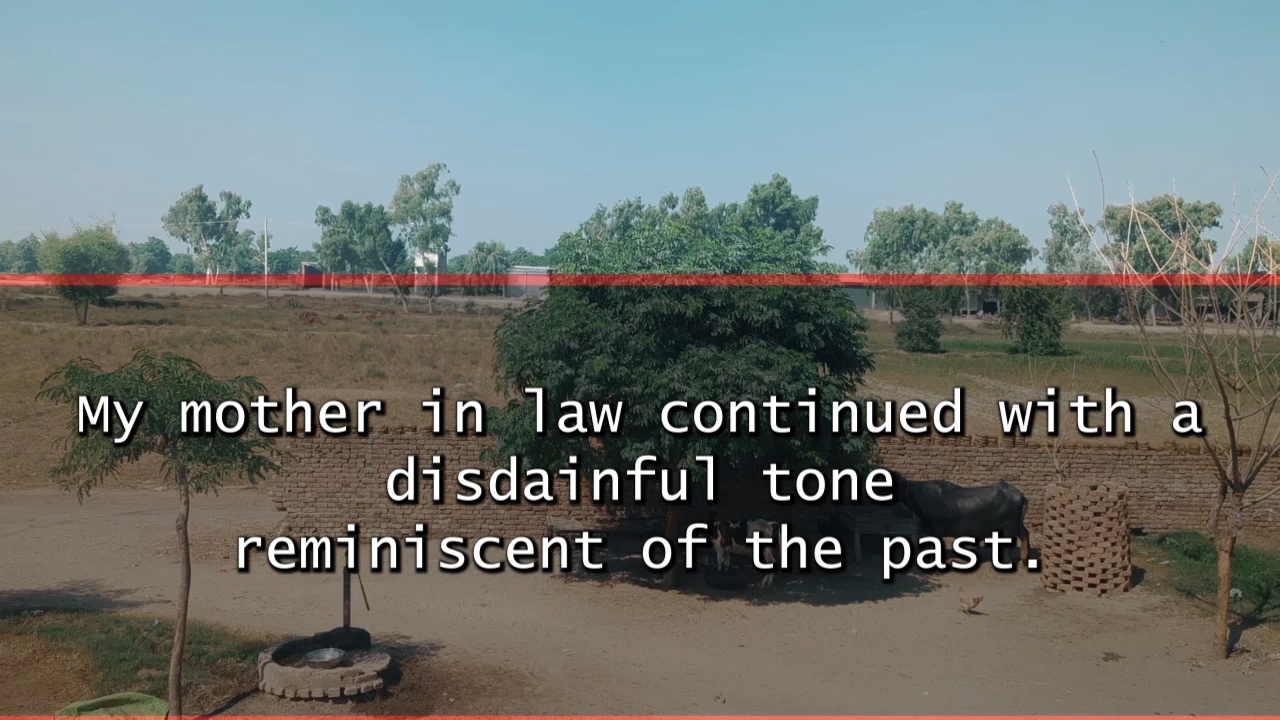 My mother in law continued with a
disdainful tone
reminiscent of the past.